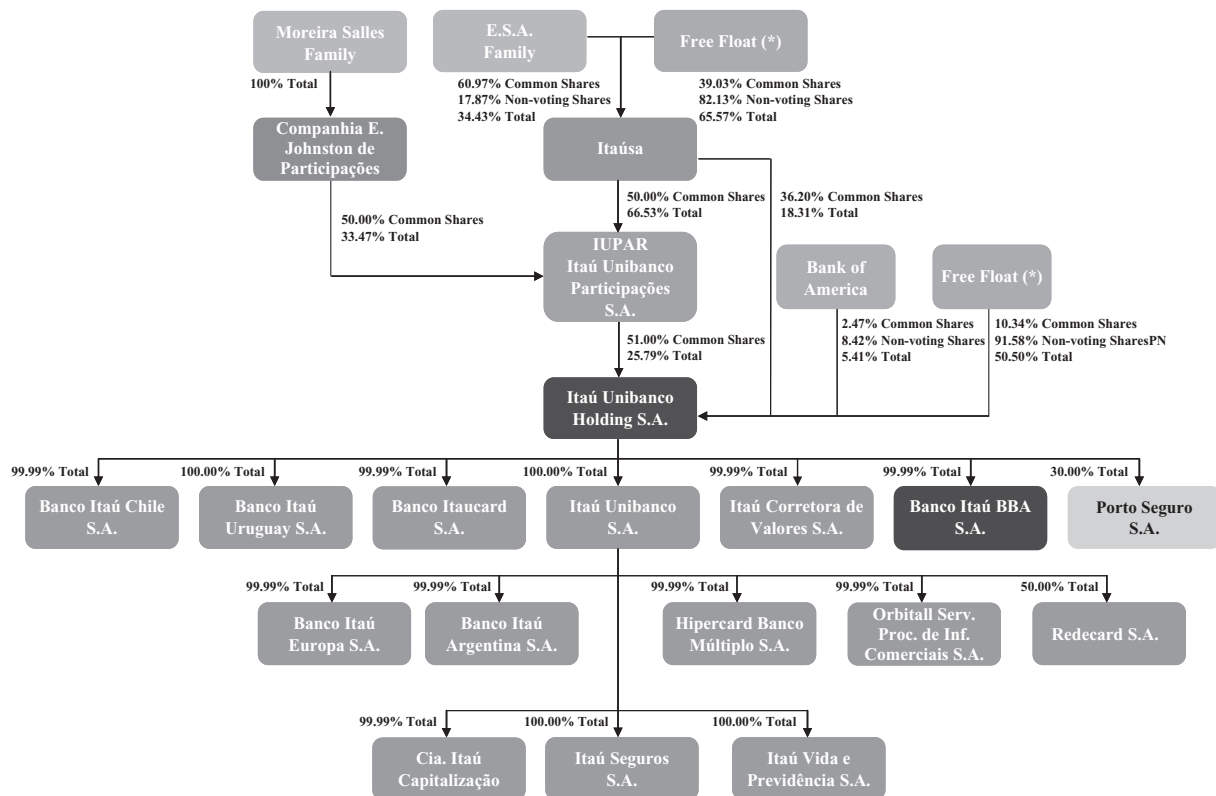 Moreira Salles
Family
E.S.A.
Family
Free Float (*)
100% Total
60.97% Common Shares
17.87% Non-voting Shares
34.43% Total
39.03% Common Shares
82.13% Non-voting Shares
65.57% Total
Companhia E.
Johnston de
Participações
Itaúsa
50.00% Common Shares
33.47% Total
50.00% Common Shares
66.53% Total
36.20% Common Shares
18.31% Total
IUPAR
Itaú Unibanco
Participações
S.A.
Bank of
America
Free Float (*)
51.00% Common Shares
25.79% Total
2.47% Common Shares
8.42% Non-voting Shares
5.41% Total
10.34% Common Shares
91.58% Non-voting SharesPN
50.50% Total
Itaú Unibanco
Holding S.A.
99.99% Total
100.00% Total
99.99% Total
100.00% Total
99.99% Total
99.99% Total
30.00% Total
Banco Itaú Chile
S.A.
Banco Itaú
Uruguay S.A.
Banco Itaucard
S.A.
Itaú Unibanco
S.A.
Itaú Corretora de
Valores S.A.
Banco Itaú BBA
S.A.
Porto Seguro
S.A.
99.99% Total
99.99% Total
99.99% Total
99.99% Total
50.00% Total
Banco Itaú
Europa S.A.
Banco Itaú
Argentina S.A.
Hipercard Banco
Múltiplo S.A.
Orbitall Serv.
Proc. de Inf.
Comerciais S.A.
Redecard S.A.
99.99% Total
100.00% Total
100.00% Total
Cia. Itaú
Capitalização
Itaú Seguros
S.A.
Itaú Vida e
Previdência S.A.